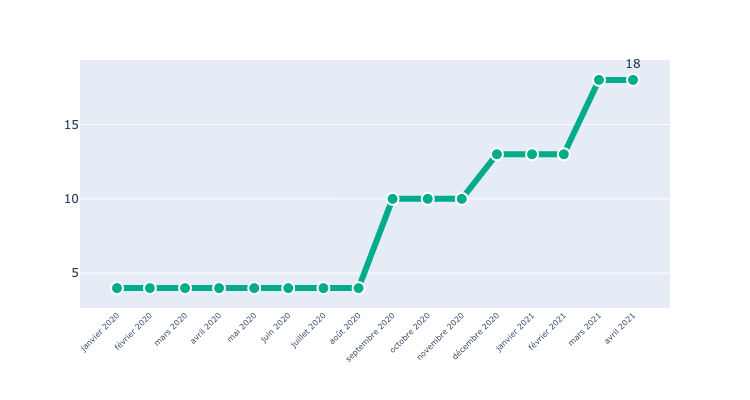 18
15
10
5
janvier 2020
février 2020
mars 2020
avril 2020
mai 2020
juin 2020
juillet 2020
août 2020
septembre 2020
octobre 2020
novembre 2020
décembre 2020
janvier 2021
février 2021
mars 2021
avril 2021